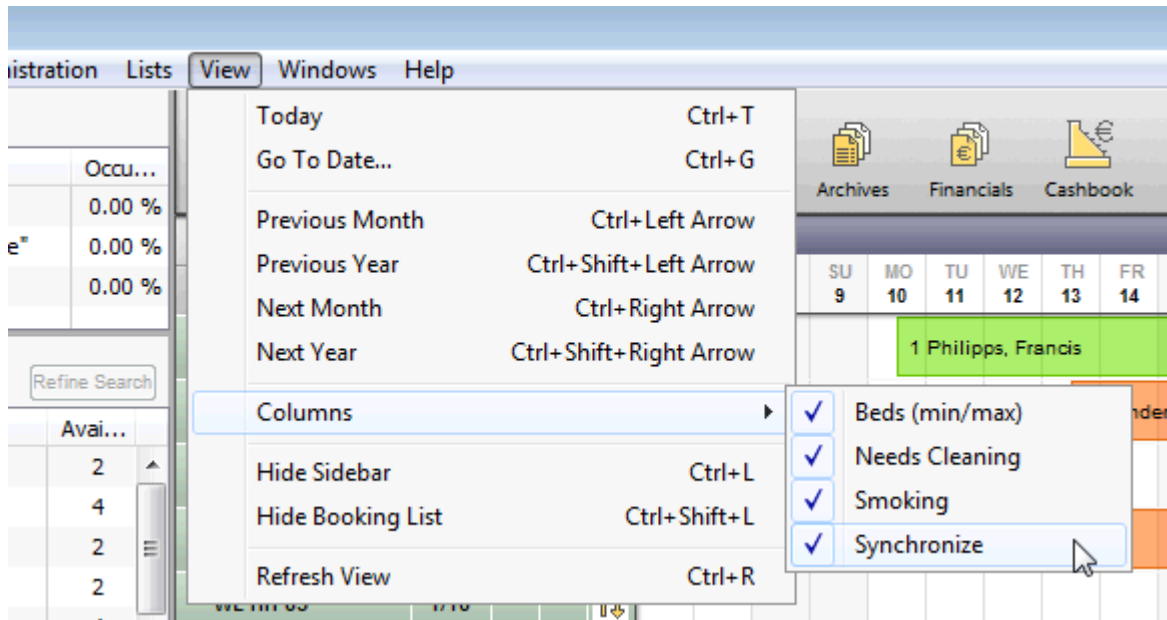 istration Lists View Windows Help
Today Ctrl+T
Go To Date... Ctrl+G
Previous Month Ctrl+Left Arrow
Previous Year Ctrl+Shift+Left Arrow
Next Month Ctrl+Right Arrow
Next Year Ctrl+Shift+Right Arrow
Columns
Hide Sidebar Ctrl+L
Hide Booking List Ctrl+Shift+L
Refresh View Ctrl+R
Beds (min/max)
Needs Cleaning
Smoking
Synchronize
Occu...
0.00 %
e" 0.00 %
0.00 %
Refine Search
Avai...
2
4
2
2
Archives Financials Cashbook
SU MO TU WE TH FR
9 10 11 12 13 14
1 Philipps, Francis
nder
1/10